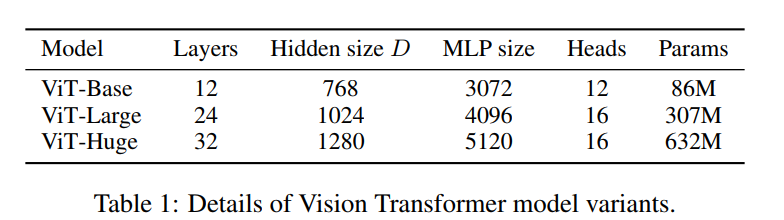 Model Layers Hidden size D MLP size Heads Params
ViT-Base 12 768 3072 12 86M
ViT-Large 24 1024 4096 16 307M
ViT-Huge 32 1280 5120 16 632M
Table 1: Details of Vision Transformer model variants.